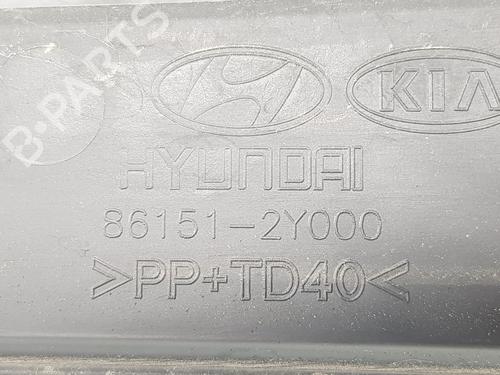 B-PARTS
KIA
HYUNDAI
86151-2Y000
>PP+TD40<